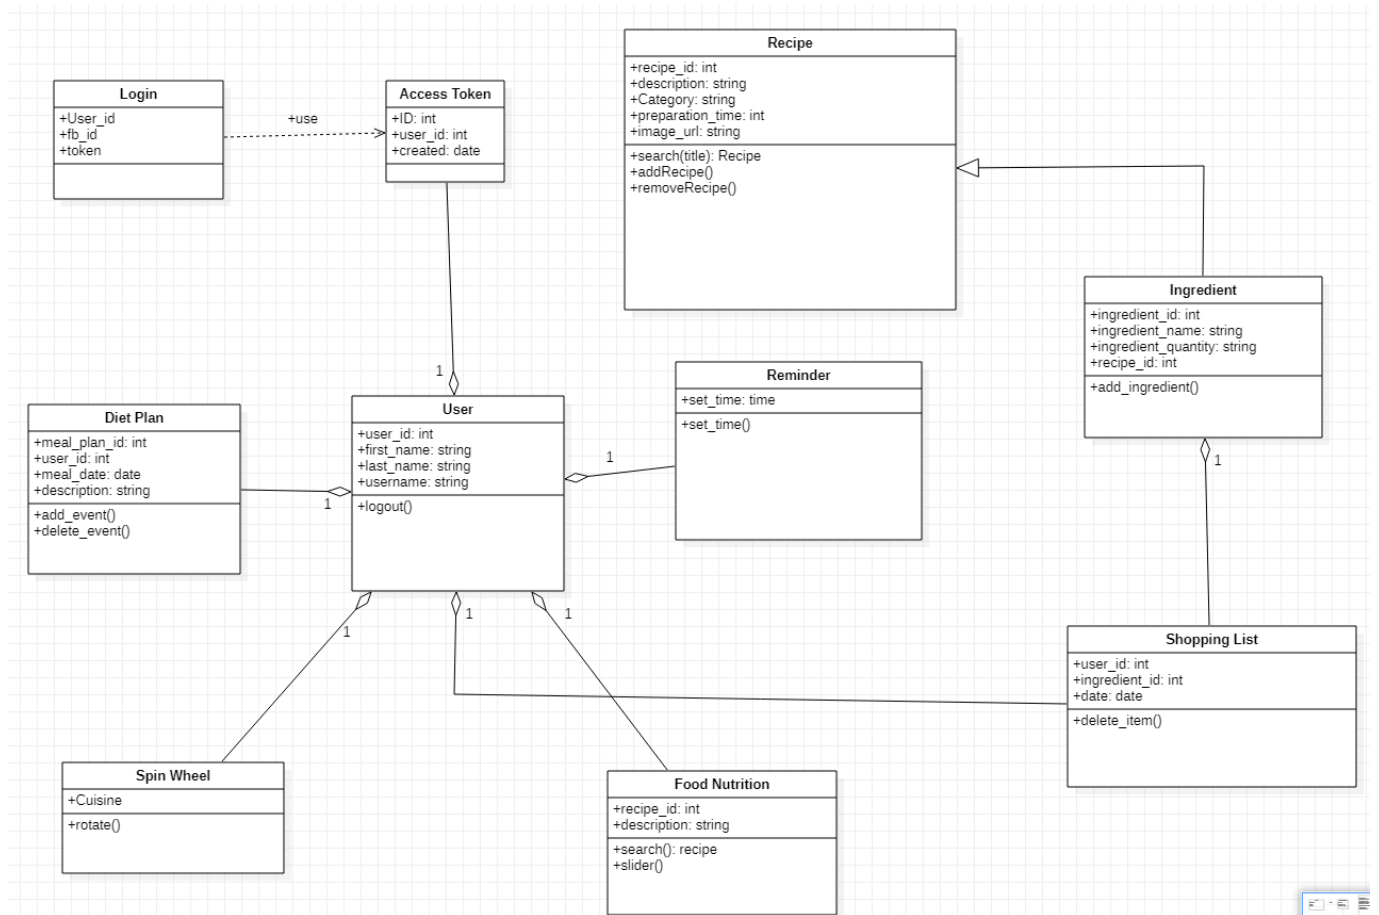 Recipe
+recipe_id: int
+description: string
+Category: string
+preparation_time: int
+image_url: string
+search(title): Recipe
+addRecipe()
+removeRecipe()
Login
+User_id
+fb_id
+token
+use
Access Token
+ID: int
+user_id: int
+created: date
Ingredient
+ingredient_id: int
+ingredient_name: string
+ingredient_quantity: string
+recipe_id: int
+add_ingredient()
1
1
Reminder
+set_time: time
+set_time()
Diet Plan
+meal_plan_id: int
+user_id: int
+meal_date: date
+description: string
+add_event()
+delete_event()
1
User
+user_id: int
+first_name: string
+last_name: string
+username: string
+logout()
1
1
1
1
Shopping List
+user_id: int
+ingredient_id: int
+date: date
+delete_item()
Spin Wheel
+Cuisine
+rotate()
Food Nutrition
+recipe_id: int
+description: string
+search(): recipe
+slider()